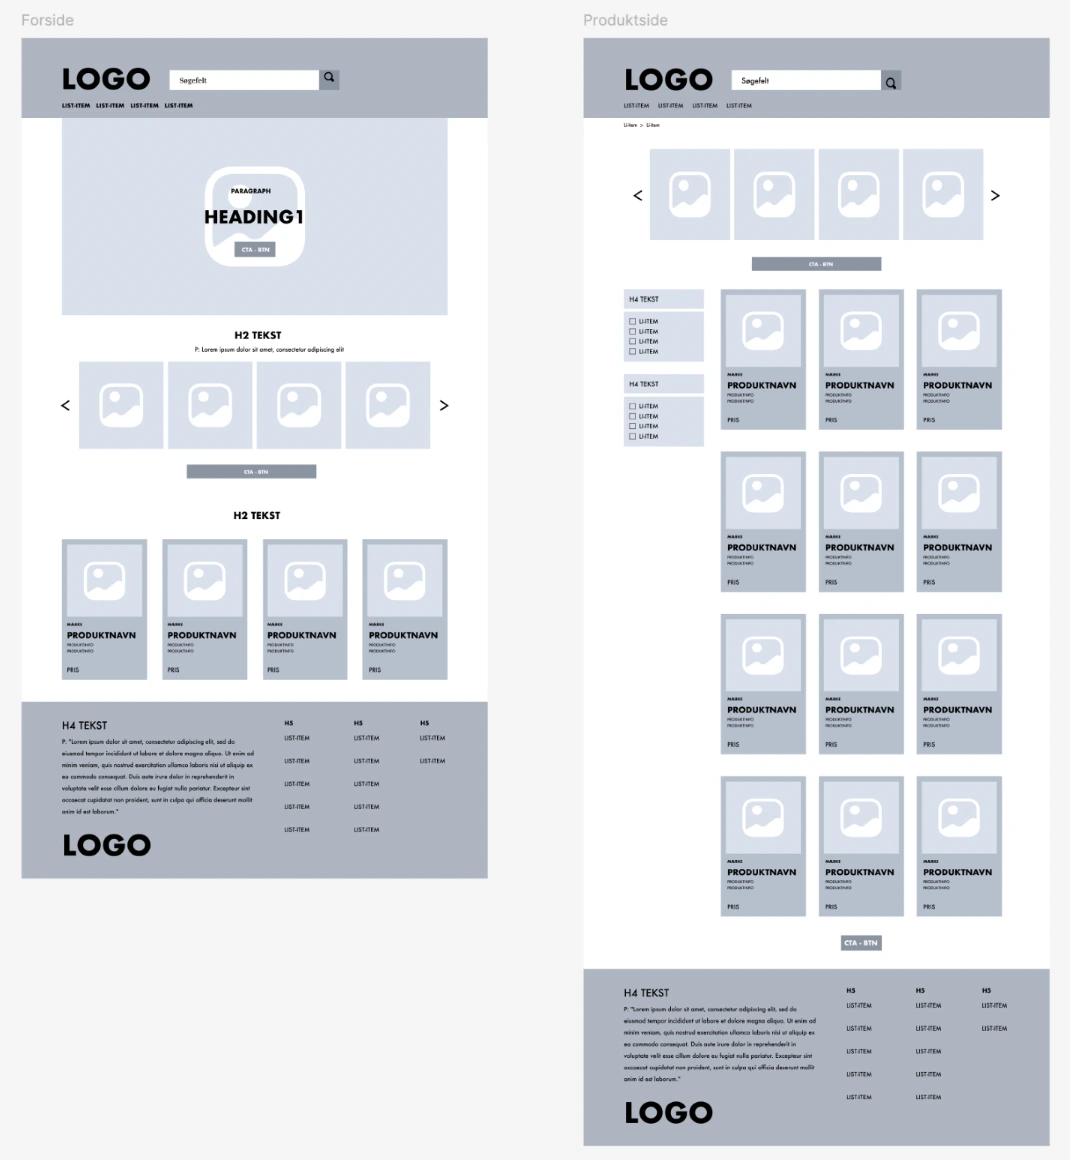 Forside
LOGO
Søgefelt
LIST-ITEM LIST-ITEM LIST-ITEM LIST-ITEM
PARAGRAPH
HEADING1
CTA - BTN
H2 TEKST
P: Lorem ipsum dolor sit amet, consectetur adipiscing elit
< >
CTA - BTN
H2 TEKST
MÆRKE MÆRKE MÆRKE MÆRKE
PRODUKTNAVN PRODUKTNAVN PRODUKTNAVN PRODUKTNAVN
PRODUKTINFO PRODUKTINFO PRODUKTINFO PRODUKTINFO
PRODUKTINFO PRODUKTINFO PRODUKTINFO PRODUKTINFO
PRIS PRIS PRIS PRIS
H4 TEKST
P: "Lorem ipsum dolor sit amet, consectetur adipiscing elit, sed do
eiusmod tempor incididunt ut labore et dolore magna aliqua. Ut enim ad
minim veniam, quis nostrud exercitation ullamco laboris nisi ut aliquip ex
ea commodo consequat. Duis aute irure dolor in reprehenderit in
voluptate velit esse cillum dolore eu fugiat nulla pariatur. Excepteur sint
occaecat cupidatat non proident, sunt in culpa qui officia deserunt mollit
anim id est laborum."
LOGO
H5 H5 H5
LIST-ITEM LIST-ITEM LIST-ITEM
LIST-ITEM LIST-ITEM LIST-ITEM
LIST-ITEM LIST-ITEM
LIST-ITEM LIST-ITEM
LIST-ITEM LIST-ITEM
Produktside
LOGO
Søgefelt
LIST-ITEM LIST-ITEM LIST-ITEM LIST-ITEM
Li-item > Li-item
< >
CTA - BTN
H4 TEKST
LI-ITEM
LI-ITEM
LI-ITEM
LI-ITEM
H4 TEKST
LI-ITEM
LI-ITEM
LI-ITEM
LI-ITEM
MÆRKE MÆRKE MÆRKE
PRODUKTNAVN PRODUKTNAVN PRODUKTNAVN
PRODUKTINFO PRODUKTINFO PRODUKTINFO
PRODUKTINFO PRODUKTINFO PRODUKTINFO
PRIS PRIS PRIS
MÆRKE MÆRKE MÆRKE
PRODUKTNAVN PRODUKTNAVN PRODUKTNAVN
PRODUKTINFO PRODUKTINFO PRODUKTINFO
PRODUKTINFO PRODUKTINFO PRODUKTINFO
PRIS PRIS PRIS
MÆRKE MÆRKE MÆRKE
PRODUKTNAVN PRODUKTNAVN PRODUKTNAVN
PRODUKTINFO PRODUKTINFO PRODUKTINFO
PRODUKTINFO PRODUKTINFO PRODUKTINFO
PRIS PRIS PRIS
MÆRKE MÆRKE MÆRKE
PRODUKTNAVN PRODUKTNAVN PRODUKTNAVN
PRODUKTINFO PRODUKTINFO PRODUKTINFO
PRODUKTINFO PRODUKTINFO PRODUKTINFO
PRIS PRIS PRIS
CTA - BTN
H4 TEKST
P: "Lorem ipsum dolor sit amet, consectetur adipiscing elit, sed do
eiusmod tempor incididunt ut labore et dolore magna aliqua. Ut enim ad
minim veniam, quis nostrud exercitation ullamco laboris nisi ut aliquip ex
ea commodo consequat. Duis aute irure dolor in reprehenderit in
voluptate velit esse cillum dolore eu fugiat nulla pariatur. Excepteur sint
occaecat cupidatat non proident, sunt in culpa qui officia deserunt mollit
anim id est laborum."
LOGO
H5 H5 H5
LIST-ITEM LIST-ITEM LIST-ITEM
LIST-ITEM LIST-ITEM LIST-ITEM
LIST-ITEM LIST-ITEM
LIST-ITEM LIST-ITEM
LIST-ITEM LIST-ITEM